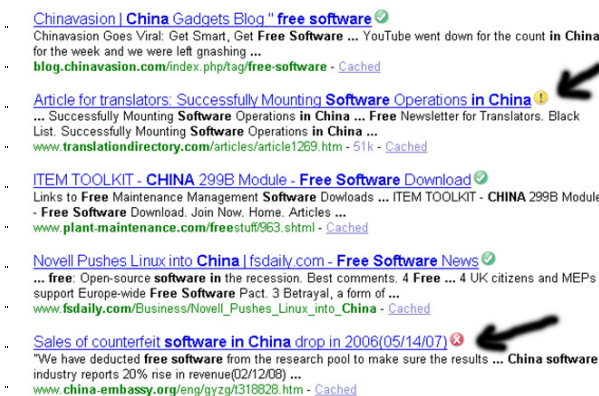 Chinavasion | China Gadgets Blog " free software
Chinavasion Goes Viral: Get Smart, Get Free Software ... YouTube went down for the count in China
for the week and we were left gnashing ...
blog.chinavasion.com/index.php/tag/free-software - Cached
Article for translators: Successfully Mounting Software Operations in China
... Successfully Mounting Software Operations in China ... Free Newsletter for Translators. Black
List. Successfully Mounting Software Operations in China ...
www.translationdirectory.com/articles/article1269.htm - 51k - Cached
ITEM TOOLKIT - CHINA 299B Module - Free Software Download
Links to Free Maintenance Management Software Dowloads ... ITEM TOOLKIT - CHINA 299B Module
- Free Software Download. Join Now. Home. Articles ...
www.plant-maintenance.com/freestuff/963.shtml - Cached
Novell Pushes Linux into China | fsdaily.com - Free Software News
... free: Open-source software in the recession. Best comments. 4 Free ... 4 UK citizens and MEPs
support Europe-wide Free Software Pact. 3 Betrayal, a form of ...
www.fsdaily.com/Business/Novell_Pushes_Linux_into_China - Cached
Sales of counterfeit software in China drop in 2006(05/14/07)
"We have deducted free software from the research pool to make sure the results ... China software
industry reports 20% rise in revenue(02/12/08) ...
www.china-embassy.org/eng/gyzg/t318828.htm - Cached